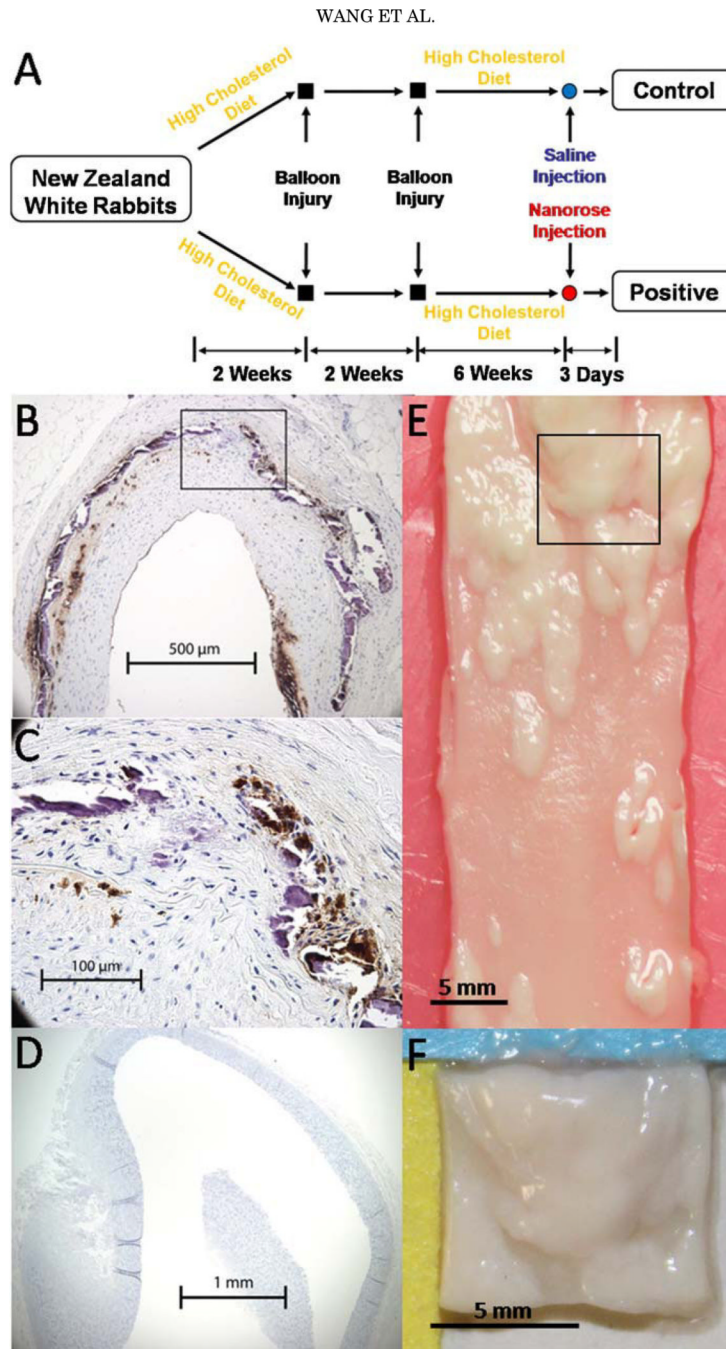 WANG ET AL.
A
High Cholesterol
Diet
High Cholesterol
Diet
Control
New Zealand
White Rabbits
Balloon
Injury
Balloon
Injury
Saline
Injection
Nanorose
Injection
High Cholesterol
Diet
High Cholesterol
Diet
Positive
2 Weeks
2 Weeks
6 Weeks
3 Days
B
500 µm
C
100 µm
D
1 mm
E
5 mm
F
5 mm